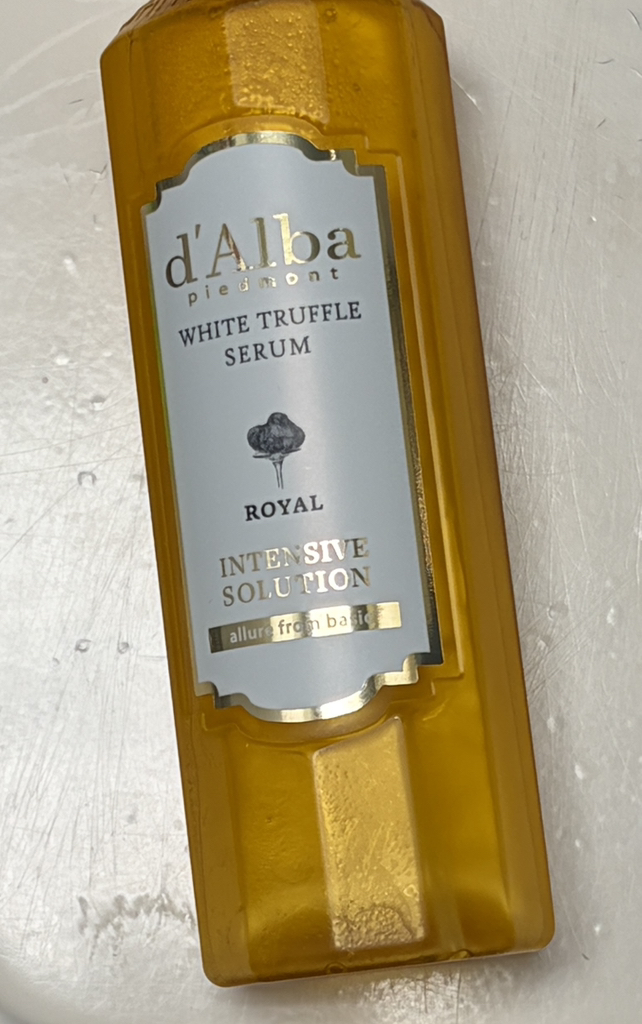 d'Alba
piedmont
WHITE TRUFFLE
SERUM
ROYAL
INTENSIVE
SOLUTION
allure from basic